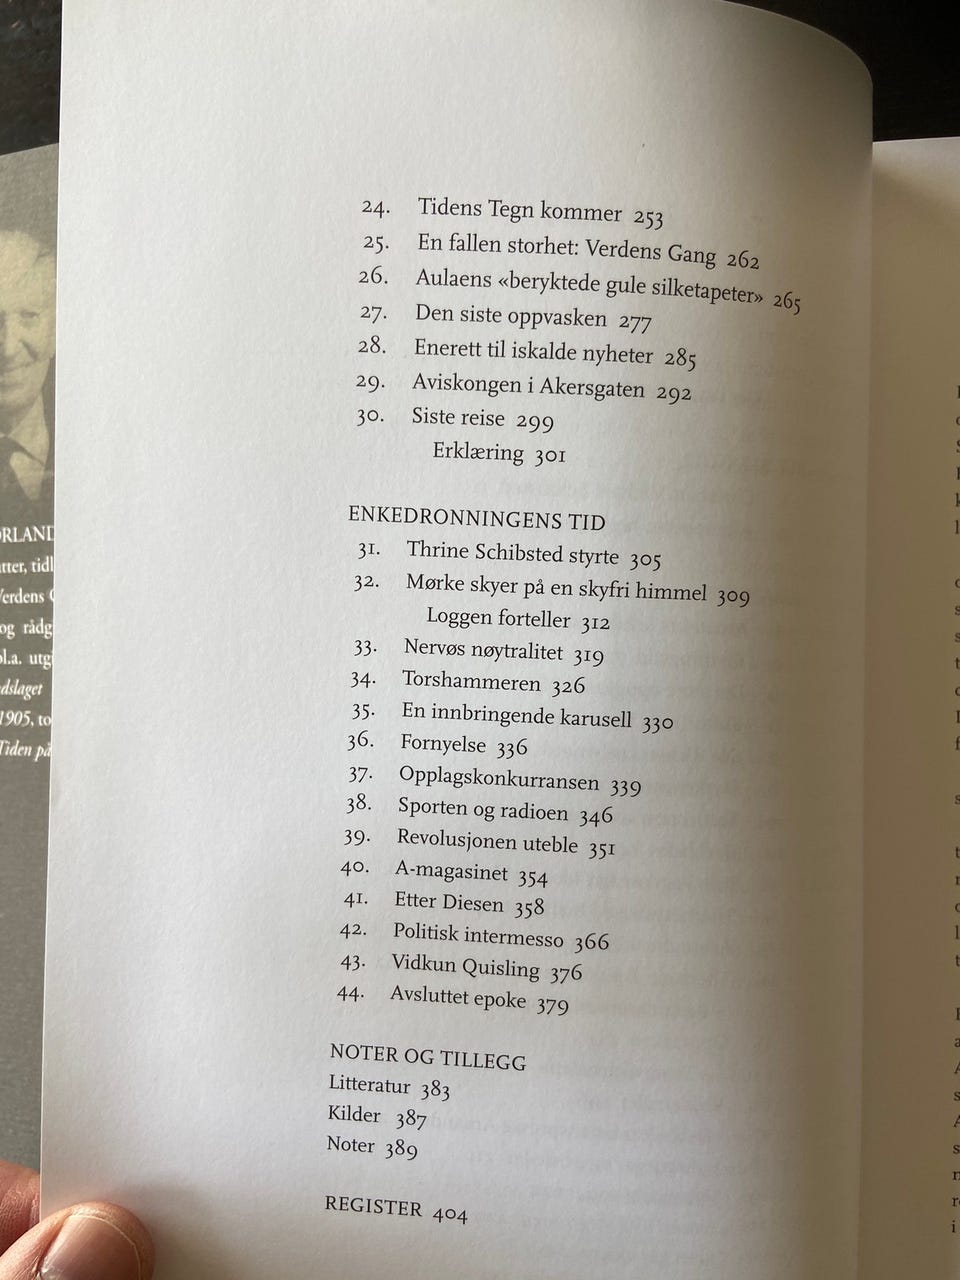 24. Tidens Tegn kommer 253
25. En fallen storhet: Verdens Gang 262
26. Aulaens «beryktede gule silketapeter» 265
27. Den siste oppvasken 277
28. Enerett til iskalde nyheter 285
29. Aviskongen i Akersgaten 292
30. Siste reise 299
Erklæring 301
ENKEDRONNINGENS TID
31. Thrine Schibsted styrte 305
32. Mørke skyer på en skyfri himmel 309
Loggen forteller 312
33. Nervøs nøytralitet 319
34. Torshammeren 326
35. En innbringende karusell 330
36. Fornyelse 336
37. Opplagskonkurransen 339
38. Sporten og radioen 346
39. Revolusjonen uteble 351
40. A-magasinet 354
41. Etter Diesen 358
42. Politisk intermesso 366
43. Vidkun Quisling 376
44. Avsluttet epoke 379
NOTER OG TILLEGG
Litteratur 383
Kilder 387
Noter 389
REGISTER 404
og rådg
1905, to
Tiden på